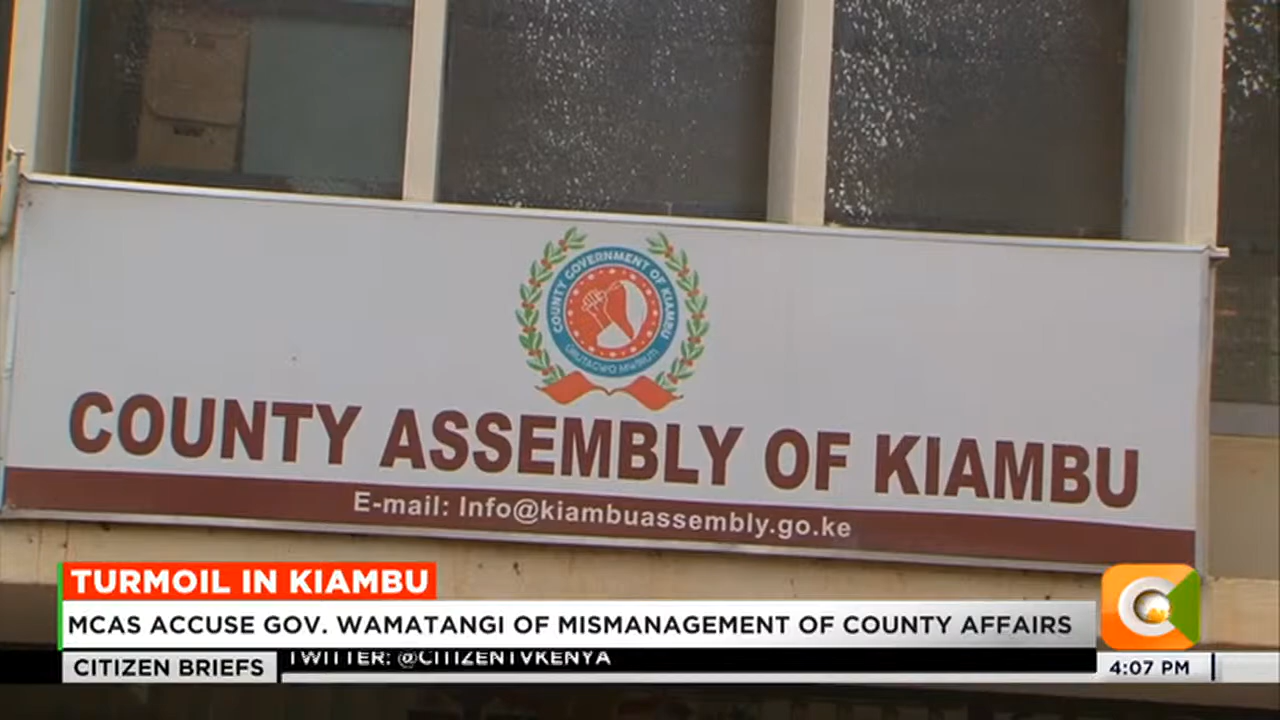 COUNTY GOVERNMENT OF KIAMBU
COUNTY ASSEMBLY OF KIAMBU
E-mail: Info@kiambuassembly.go.ke
TURMOIL IN KIAMBU
MCAS ACCUSE GOV. WAMATANGI OF MISMANAGEMENT OF COUNTY AFFAIRS
CITIZEN BRIEFS
TWITTER: @CITIZENTVKENYA
4:07 PM